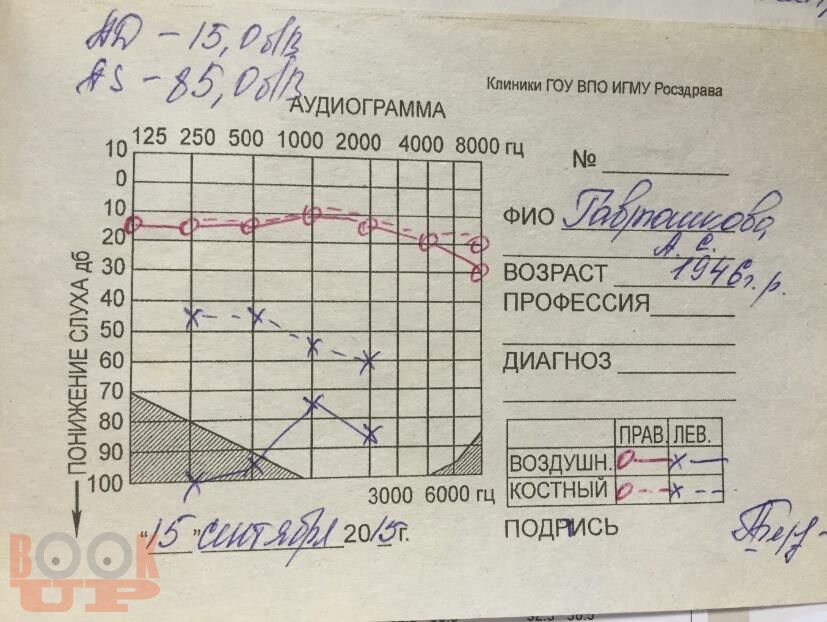 AD - 15,0 дБ
AS - 85,0 дБ
Клиники ГОУ ВПО ИГМУ Росздрава
АУДИОГРАММА
125 250 500 1000 2000 4000 8000 гц
10
0
10
20
30
40
50
60
70
80
90
100
ПОНИЖЕНИЕ СЛУХА дб
3000 6000 гц
№
ФИО
А. С.
ВОЗРАСТ 1946 г. р.
ПРОФЕССИЯ
ДИАГНОЗ
ПРАВ. ЛЕВ.
ВОЗДУШН.
КОСТНЫЙ
"15" сентября 2015 г.
ПОДПИСЬ
BOOK
UP